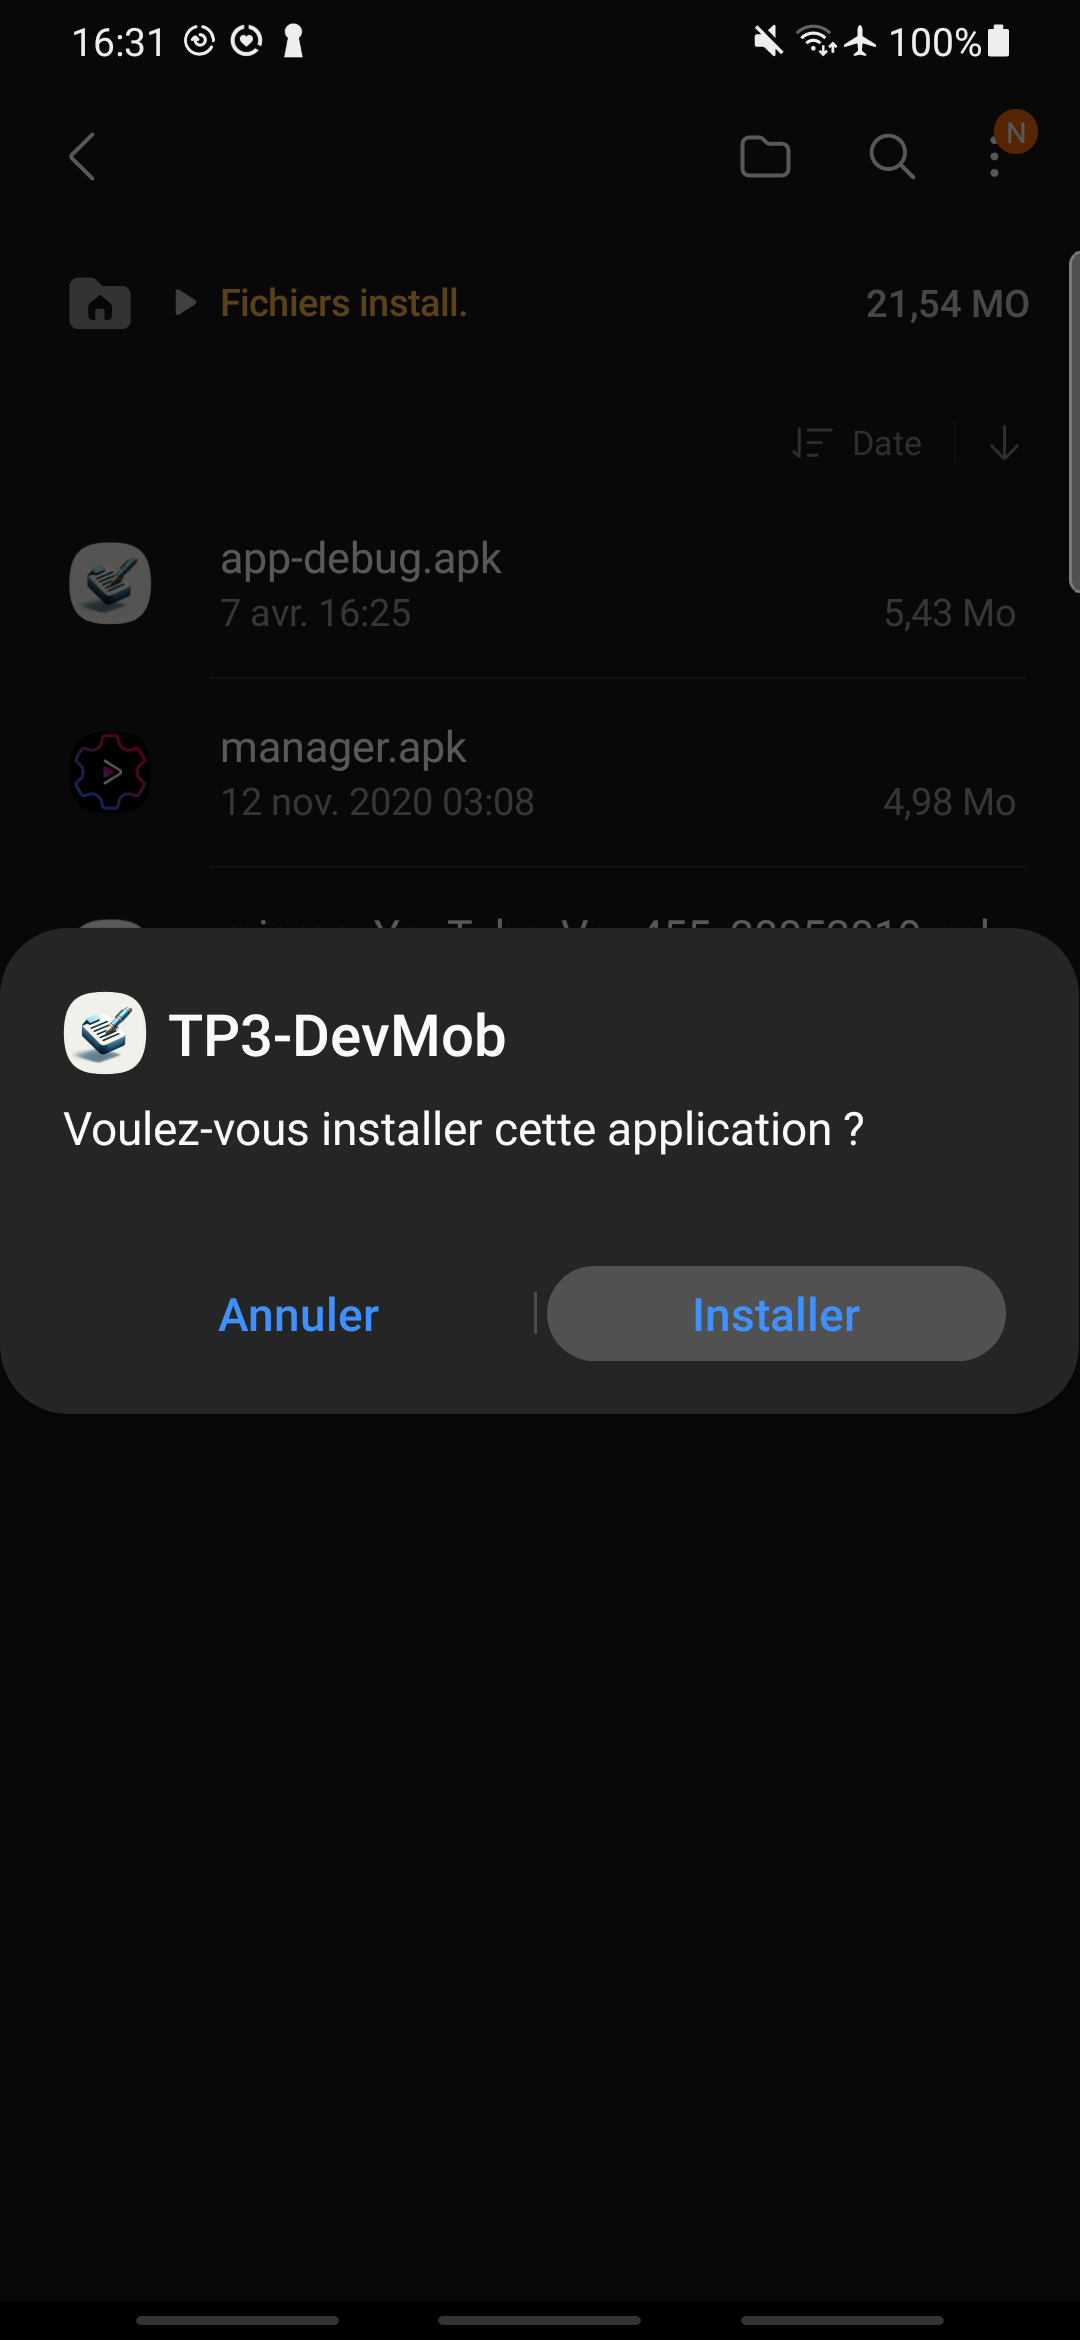 16:31 100%
N
Fichiers install. 21,54 MO
Date
app-debug.apk
7 avr. 16:25 5,43 Mo
manager.apk
12 nov. 2020 03:08 4,98 Mo
TP3-DevMob
Voulez-vous installer cette application ?
Annuler Installer